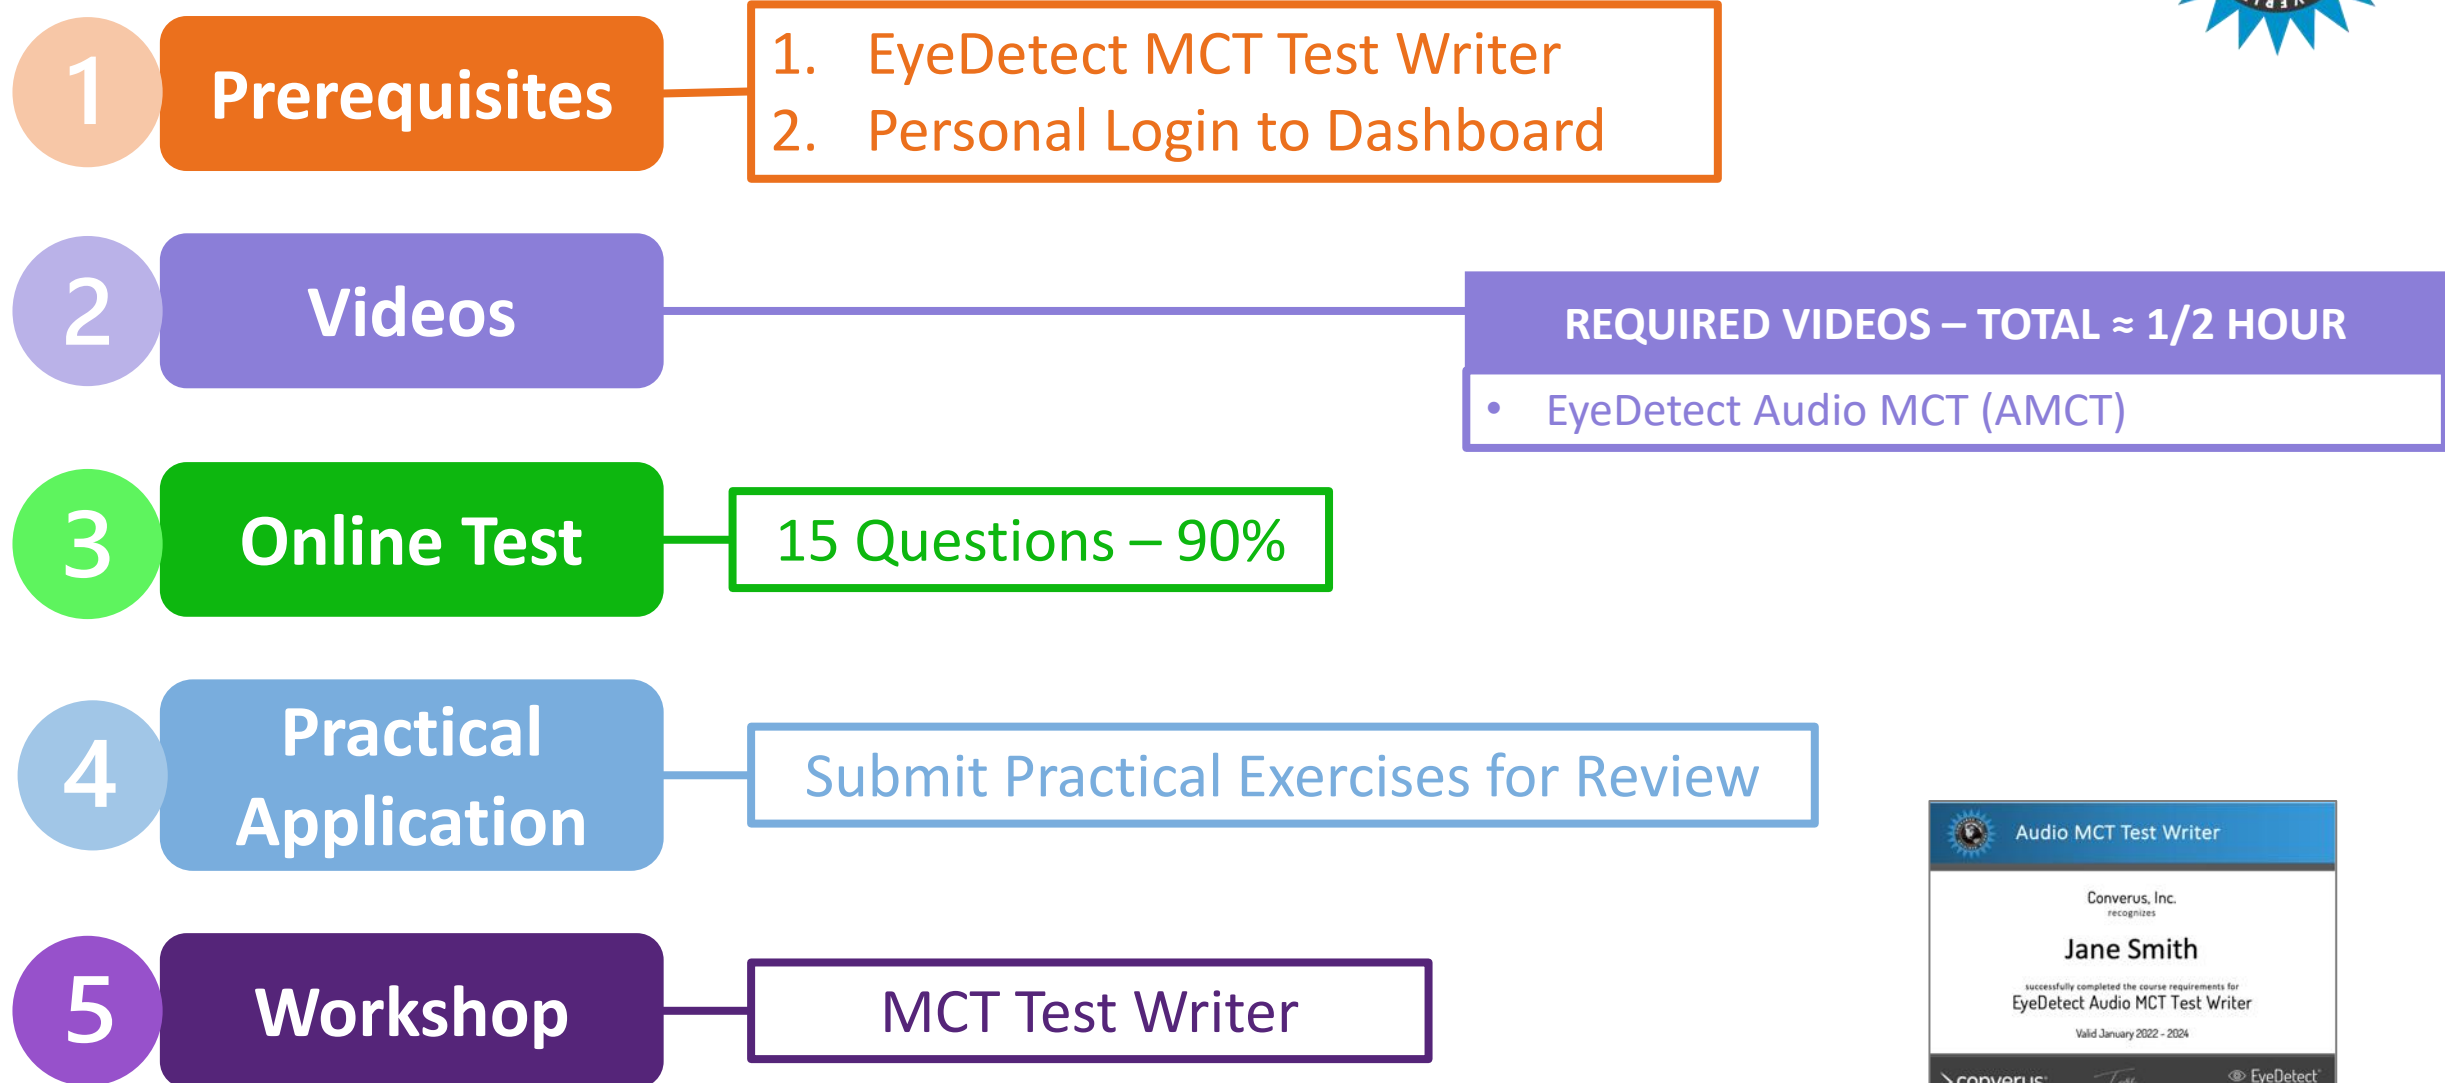 1
Prerequisites
1. EyeDetect MCT Test Writer
2. Personal Login to Dashboard
2
Videos
REQUIRED VIDEOS – TOTAL ≈ 1/2 HOUR
• EyeDetect Audio MCT (AMCT)
3
Online Test
15 Questions – 90%
4
Practical
Application
Submit Practical Exercises for Review
5
Workshop
MCT Test Writer
Audio MCT Test Writer
Converus, Inc.
recognizes
Jane Smith
successfully completed the course requirements for
EyeDetect Audio MCT Test Writer
Valid January 2022 - 2024
converus
EyeDetect